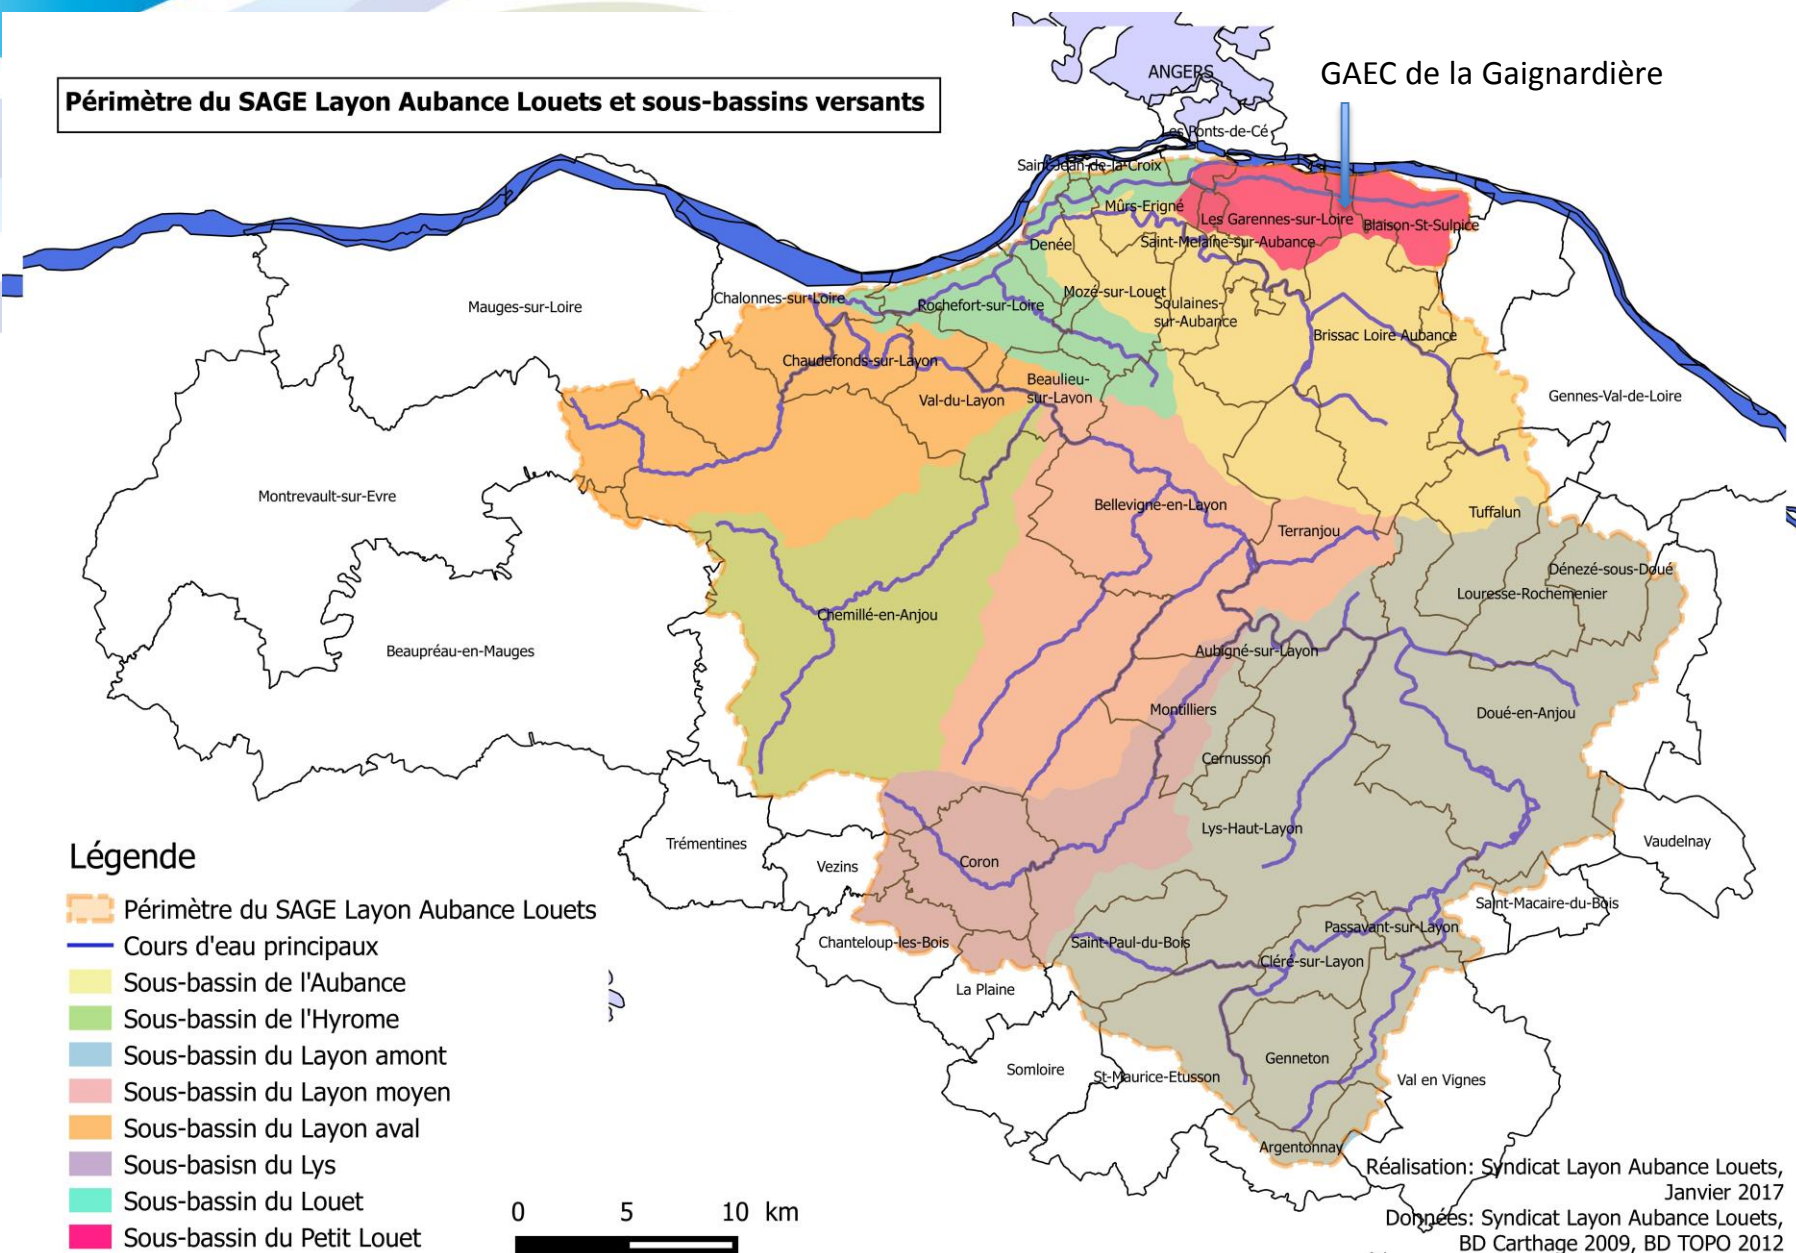 ANGERS
GAEC de la Gaignardière
Périmètre du SAGE Layon Aubance Louets et sous-bassins versants
Les Ponts-de-Cé
Saint-Jean-de-la-Croix
Mûrs-Erigné
Les Garennes-sur-Loire
Blaison-St-Sulpice
Denée
Saint-Melaine-sur-Aubance
Mozé-sur-Louet
Chalonnes-sur-Loire
Rochefort-sur-Loire
Soulaines-
sur-Aubance
Mauges-sur-Loire
Brissac Loire Aubance
Chaudefonds-sur-Layon
Beaulieu-
sur-Layon
Val-du-Layon
Gennes-Val-de-Loire
Montrevault-sur-Evre
Bellevigne-en-Layon
Tuffalun
Terranjou
Dénezé-sous-Doué
Louresse-Rochemenier
Chemillé-en-Anjou
Beaupréau-en-Mauges
Aubigné-sur-Layon
Montilliers
Doué-en-Anjou
Cernusson
Lys-Haut-Layon
Trémentines
Vaudelnay
Vezins
Coron
Saint-Macaire-du-Bois
Passavant-sur-Layon
Chanteloup-les-Bois
Saint-Paul-du-Bois
Cléré-sur-Layon
La Plaine
Genneton
Somloire
St-Maurice-Etusson
Val en Vignes
Argentonnay
Légende
Périmètre du SAGE Layon Aubance Louets
Cours d'eau principaux
Sous-bassin de l'Aubance
Sous-bassin de l'Hyrome
Sous-bassin du Layon amont
Sous-bassin du Layon moyen
Sous-bassin du Layon aval
Sous-basisn du Lys
Sous-bassin du Louet
Sous-bassin du Petit Louet
0 5 10 km
Réalisation: Syndicat Layon Aubance Louets,
Janvier 2017
Données: Syndicat Layon Aubance Louets,
BD Carthage 2009, BD TOPO 2012